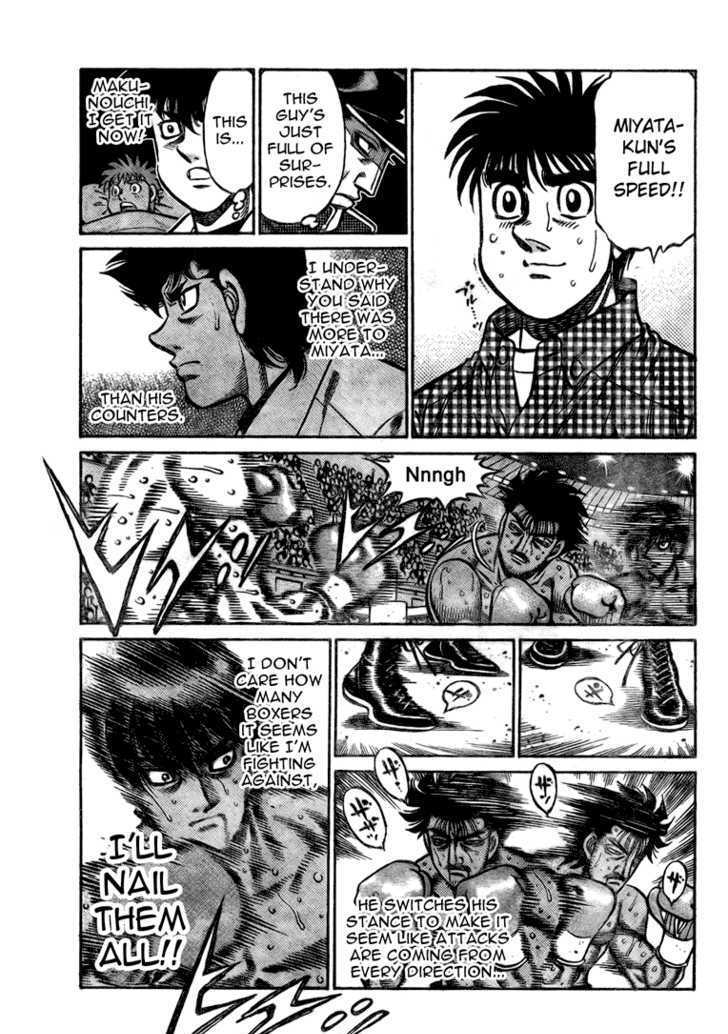 MIYATA-
KUN'S
FULL
SPEED!!
ブルッ
THIS
GUY'S
JUST
FULL OF
SUR-
PRISES.
THIS
IS...
MAKU-
NOUCHI,
I GET IT
NOW!
I UNDER-
STAND WHY
YOU SAID
THERE WAS
MORE TO
MIYATA...
THAN HIS
COUNTERS.
Nnngh
I DON'T
CARE HOW
MANY
BOXERS
IT SEEMS
LIKE I'M
FIGHTING
AGAINST,
I'LL
NAIL
THEM
ALL!!
HE SWITCHES HIS
STANCE TO MAKE IT
SEEM LIKE ATTACKS
ARE COMING FROM
EVERY DIRECTION...